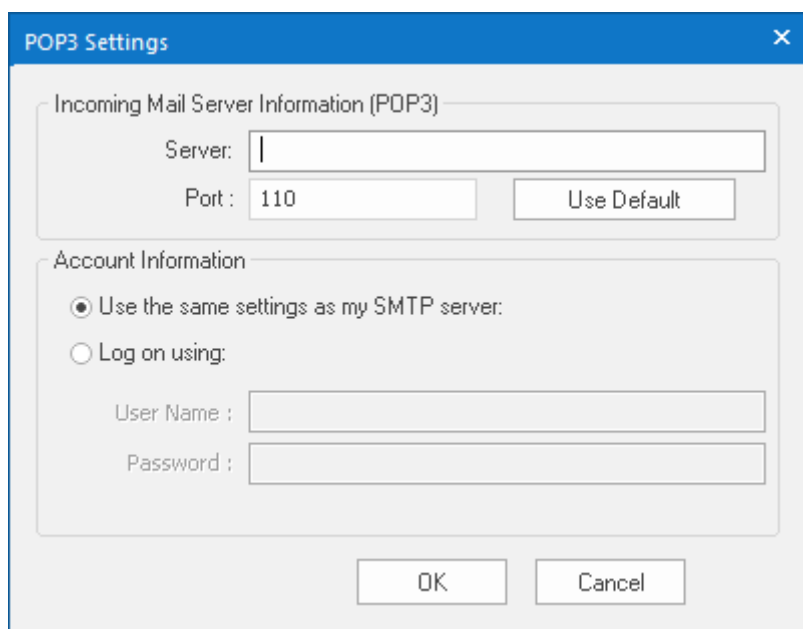 POP3 Settings
Incoming Mail Server Information (POP3)
Server:
Port : 110 Use Default
Account Information
Use the same settings as my SMTP server:
Log on using:
User Name :
Password :
OK Cancel